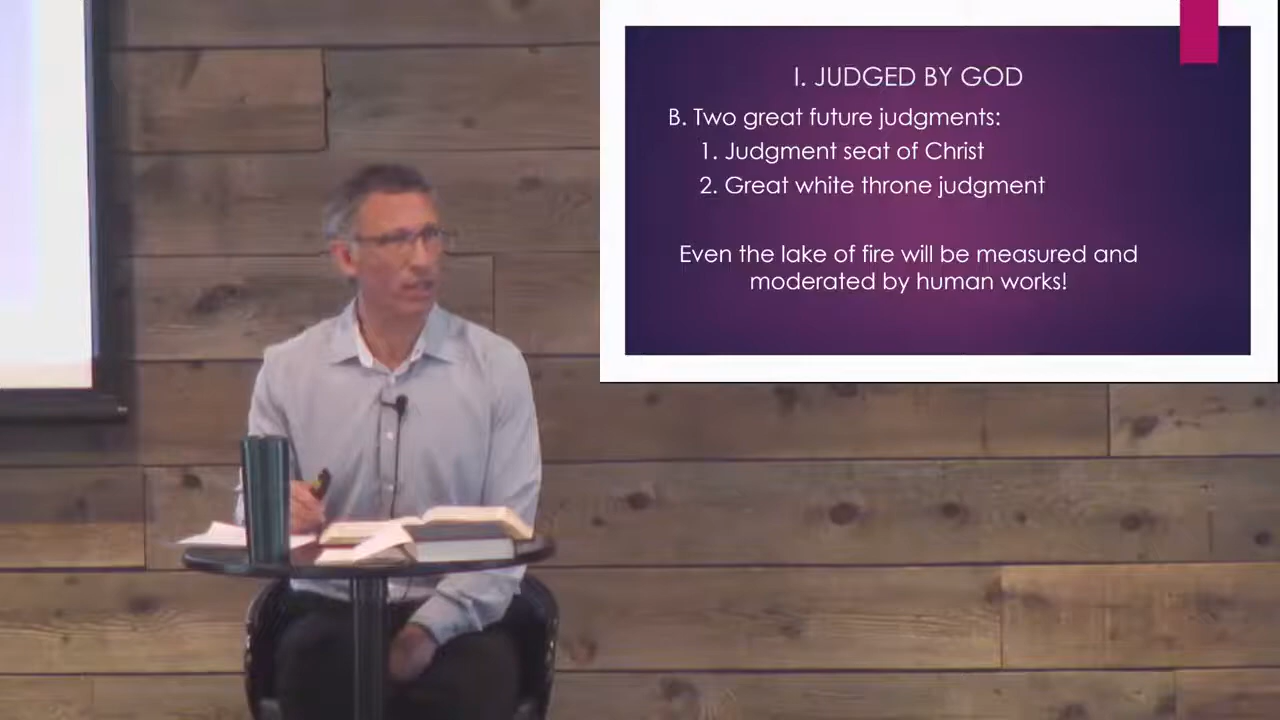 I. JUDGED BY GOD
B. Two great future judgments:
1. Judgment seat of Christ
2. Great white throne judgment
Even the lake of fire will be measured and
moderated by human works!